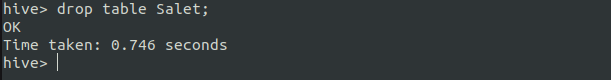 hive> drop table Salet;
OK
Time taken: 0.746 seconds
hive>